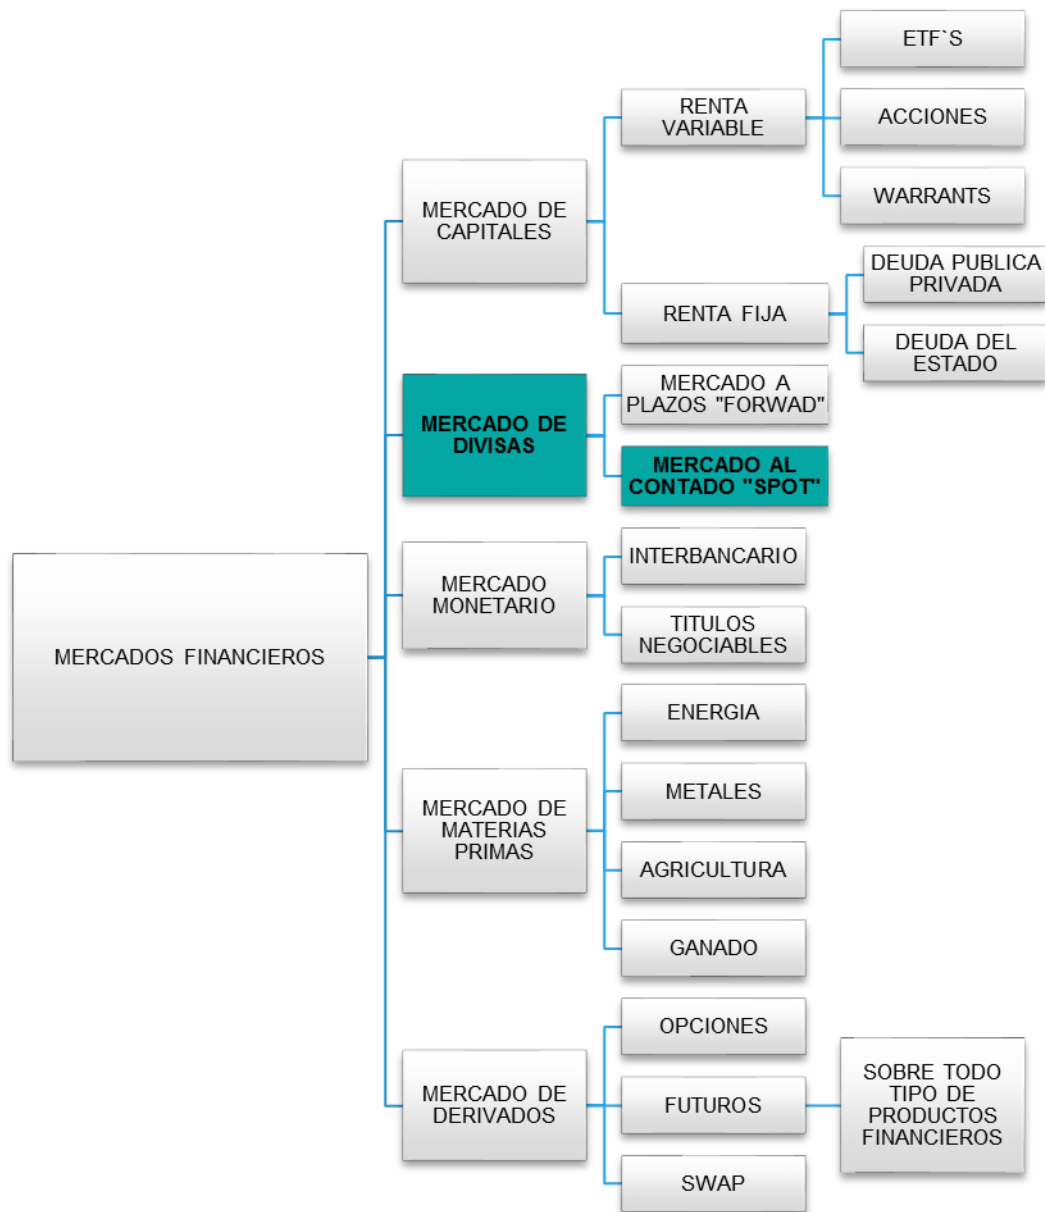 MERCADOS FINANCIEROS
MERCADO DE
CAPITALES
RENTA
VARIABLE
ETF`S
ACCIONES
WARRANTS
RENTA FIJA
DEUDA PUBLICA
PRIVADA
DEUDA DEL
ESTADO
MERCADO DE
DIVISAS
MERCADO A
PLAZOS "FORWAD"
MERCADO AL
CONTADO "SPOT"
MERCADO
MONETARIO
INTERBANCARIO
TITULOS
NEGOCIABLES
MERCADO DE
MATERIAS
PRIMAS
ENERGIA
METALES
AGRICULTURA
GANADO
MERCADO DE
DERIVADOS
OPCIONES
FUTUROS
SOBRE TODO
TIPO DE
PRODUCTOS
FINANCIEROS
SWAP